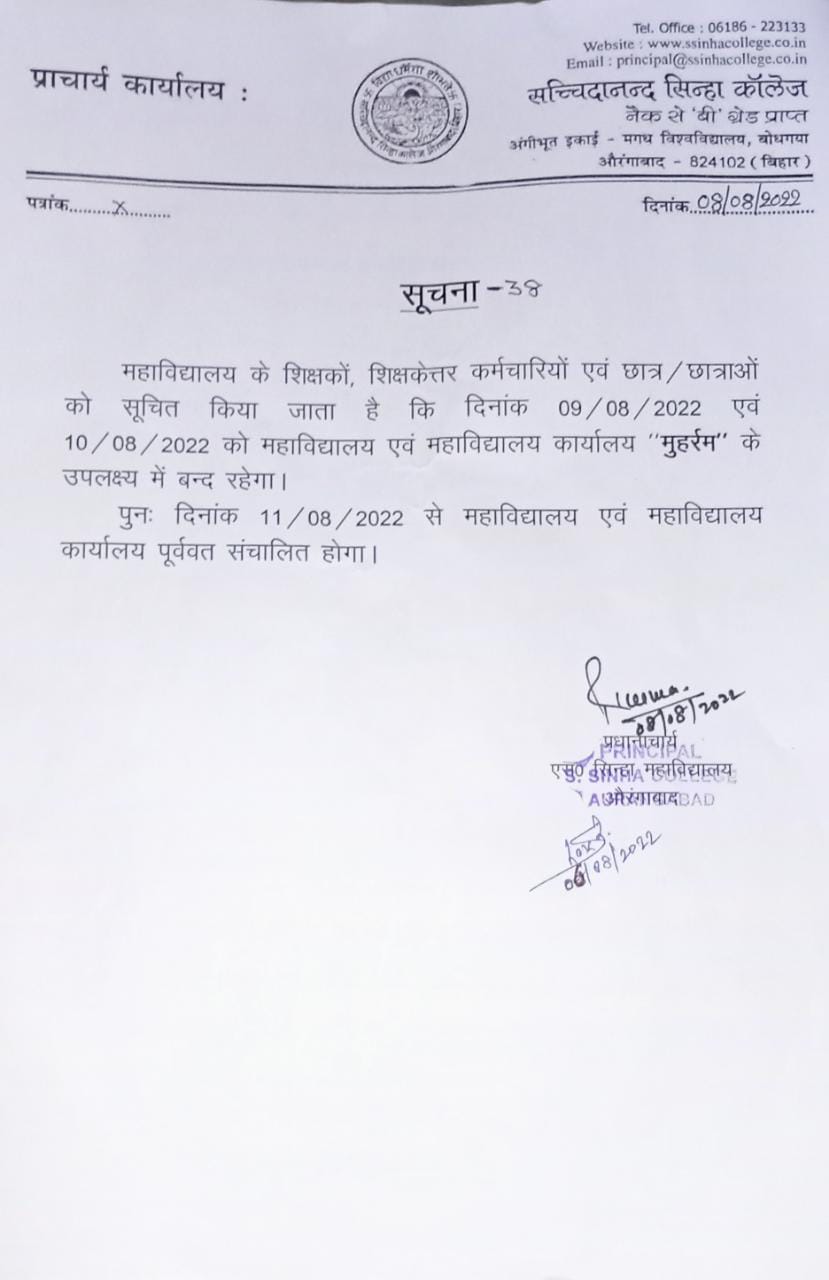 Tel. Office : 06186 - 223133
Website : www.ssinhacollege.co.in
Email : principal@ssinhacollege.co.in
प्राचार्य कार्यालय :
सच्चिदानन्द सिन्हा कॉलेज
नैक से 'बी' ग्रेड प्राप्त
अंगीभूत इकाई - मगध विश्वविद्यालय, बोधगया
औरंगाबाद - 824102 ( बिहार )
पत्रांक.........x.........
दिनांक..08/08/2022
सूचना -38
महाविद्यालय के शिक्षकों, शिक्षकेत्तर कर्मचारियों एवं छात्र/छात्राओं
को सूचित किया जाता है कि दिनांक 09/08/2022 एवं
10/08/2022 को महाविद्यालय एवं महाविद्यालय कार्यालय "मुहर्रम" के
उपलक्ष्य में बन्द रहेगा।
पुनः दिनांक 11/08/2022 से महाविद्यालय एवं महाविद्यालय
कार्यालय पूर्ववत संचालित होगा।
08/08/2022
प्रधानाचार्य
PRINCIPAL
एस० सिन्हा महाविद्यालय
S. SINHA COLLEGE
औरंगाबाद
/08/2022